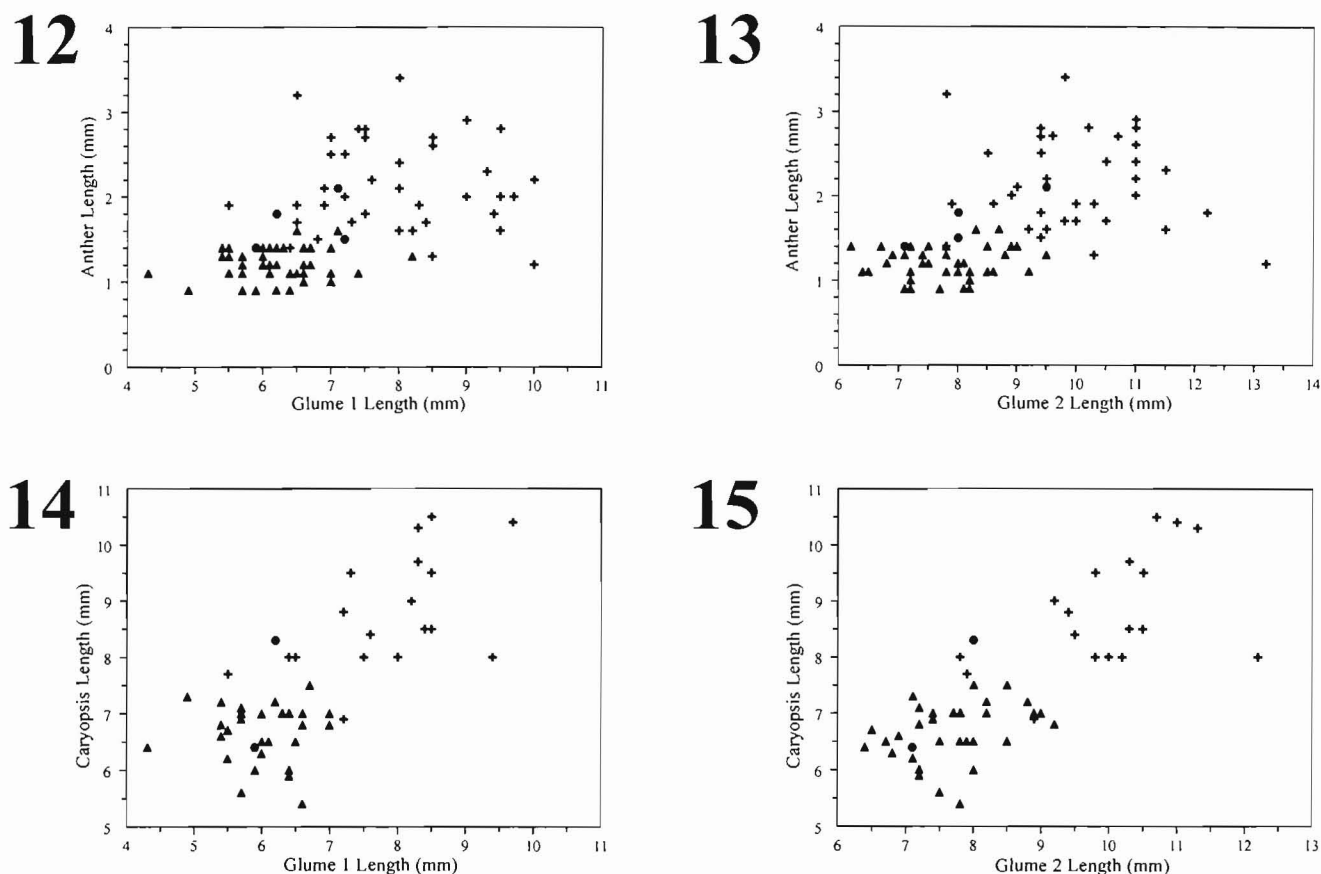 12
Anther Length (mm)
4
3
2
1
0
4 5 6 7 8 9 10 11
Glume 1 Length (mm)
13
Anther Length (mm)
4
3
2
1
0
6 7 8 9 10 11 12 13 14
Glume 2 Length (mm)
14
Caryopsis Length (mm)
11
10
9
8
7
6
5
4 5 6 7 8 9 10 11
Glume 1 Length (mm)
15
Caryopsis Length (mm)
11
10
9
8
7
6
5
6 7 8 9 10 11 12 13
Glume 2 Length (mm)